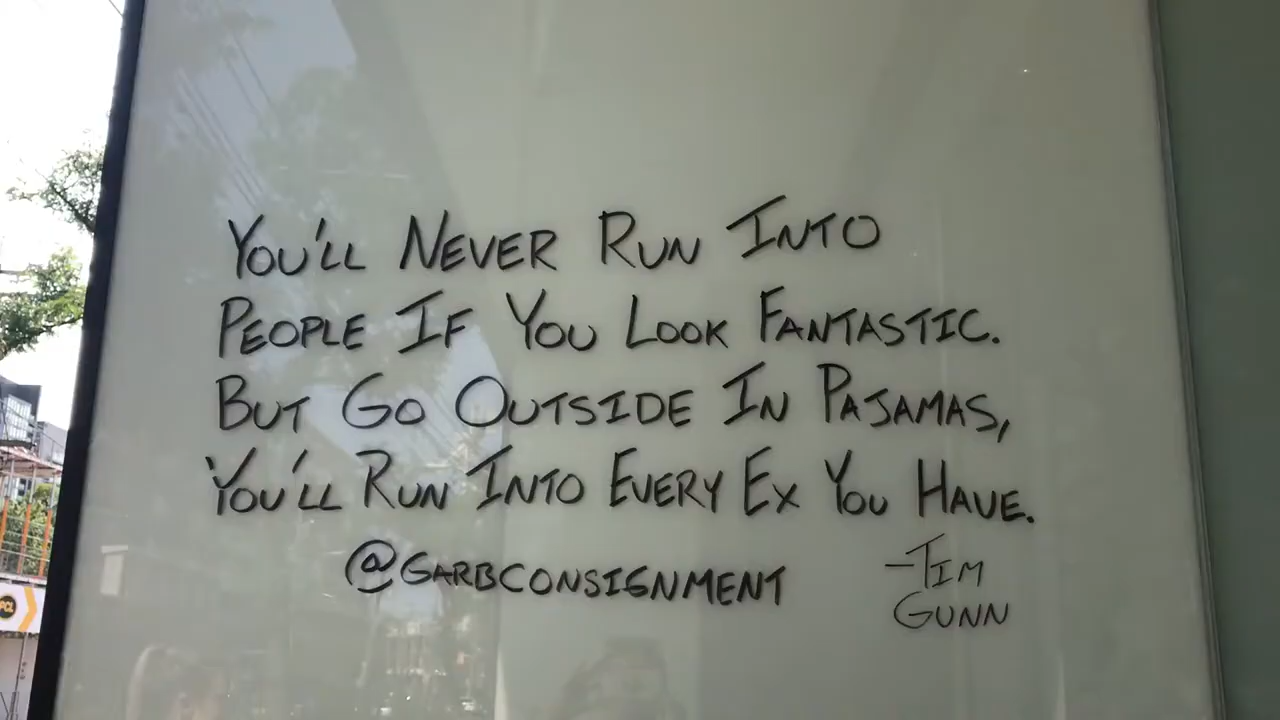 You'll Never Run Into
People If You Look Fantastic.
But Go Outside In Pajamas,
You'll Run Into Every Ex You Have.
@GARBCONSIGNMENT
-Tim
Gunn
PCL